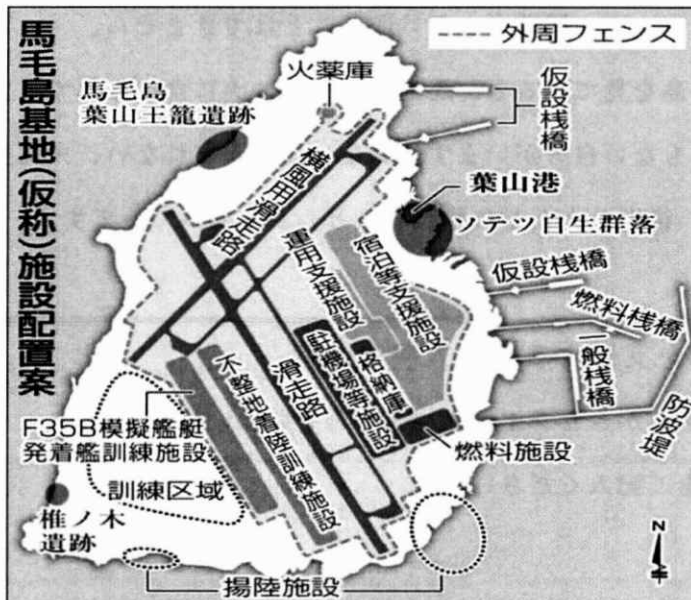 馬毛島基地(仮称)施設配置案
外周フェンス
火薬庫
仮設桟橋
馬毛島
葉山王籠遺跡
横風用滑走路
葉山港
ソテツ自生群落
運用支援施設
宿泊等支援施設
仮設桟橋
燃料桟橋
一般桟橋
防波堤
滑走路
駐機場等施設
格納庫
燃料施設
不整地着陸訓練施設
F35B模擬艦艇
発着艦訓練施設
訓練区域
椎ノ木
遺跡
揚陸施設
N